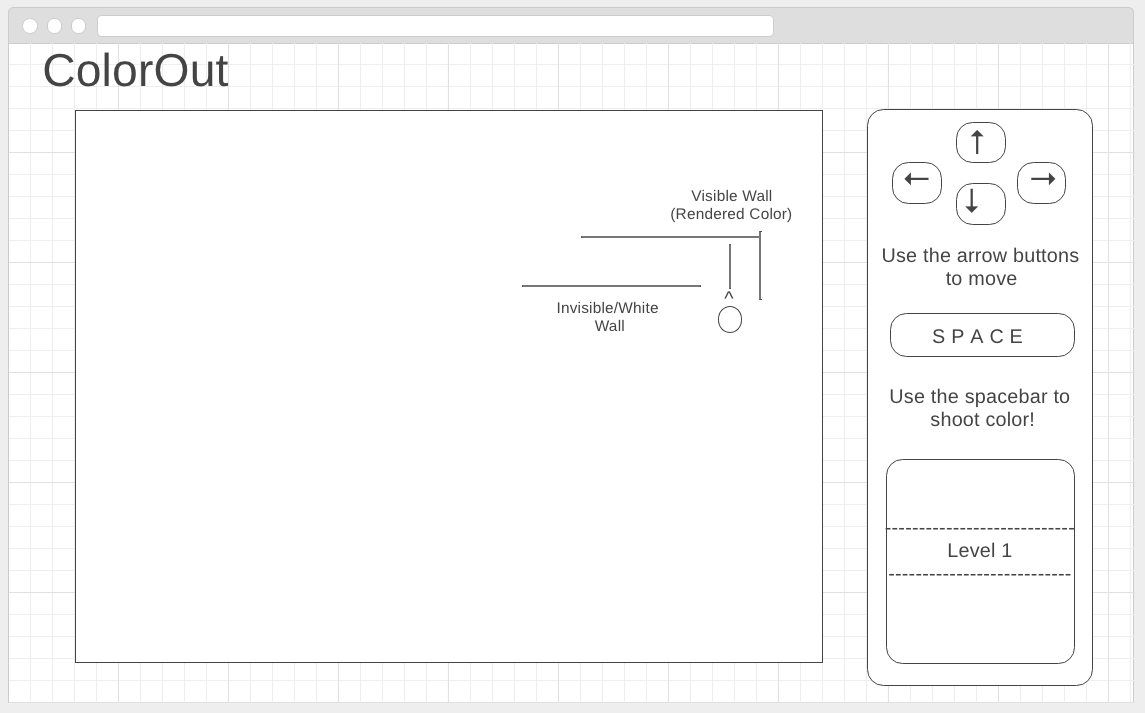 ColorOut
Visible Wall
(Rendered Color)
Invisible/White
Wall
^
↑
← →
↓
Use the arrow buttons
to move
SPACE
Use the spacebar to
shoot color!
Level 1